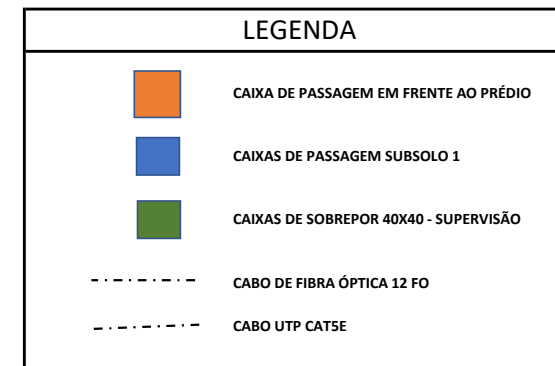 LEGENDA
CAIXA DE PASSAGEM EM FRENTE AO PRÉDIO
CAIXAS DE PASSAGEM SUBSOLO 1
CAIXAS DE SOBREPOR 40X40 - SUPERVISÃO
CABO DE FIBRA ÓPTICA 12 FO
CABO UTP CAT5E